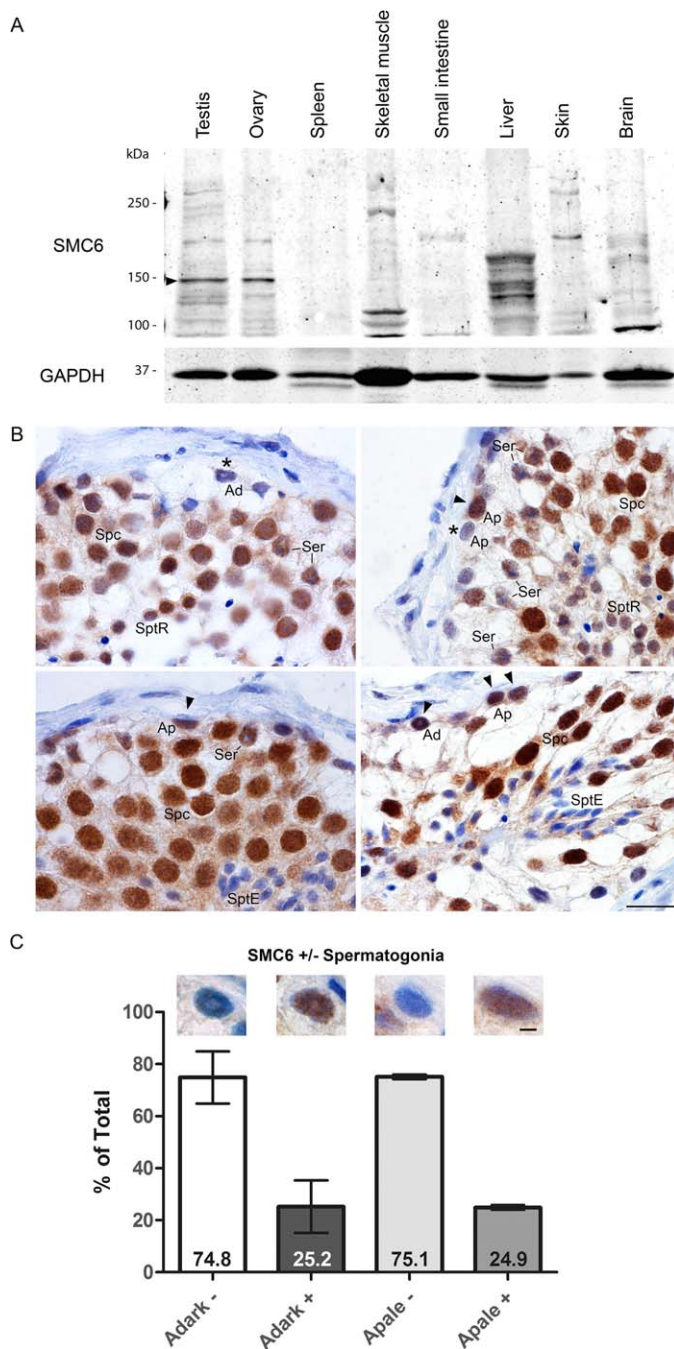 A
Testis
Ovary
Spleen
Skeletal muscle
Small intestine
Liver
Skin
Brain
kDa
250 -
SMC6
150 -
100 -
GAPDH
37 -
B
*
Ad
Spc
Ser
SptR
Ser
Spc
Ap
*
Ap
Ser
SptR
Ser
Ap
Ser
Spc
SptE
Ad
Ap
Spc
SptE
C
SMC6 +/- Spermatogonia
% of Total
100
80
60
40
20
0
74.8
25.2
75.1
24.9
Adark -
Adark +
Apale -
Apale +